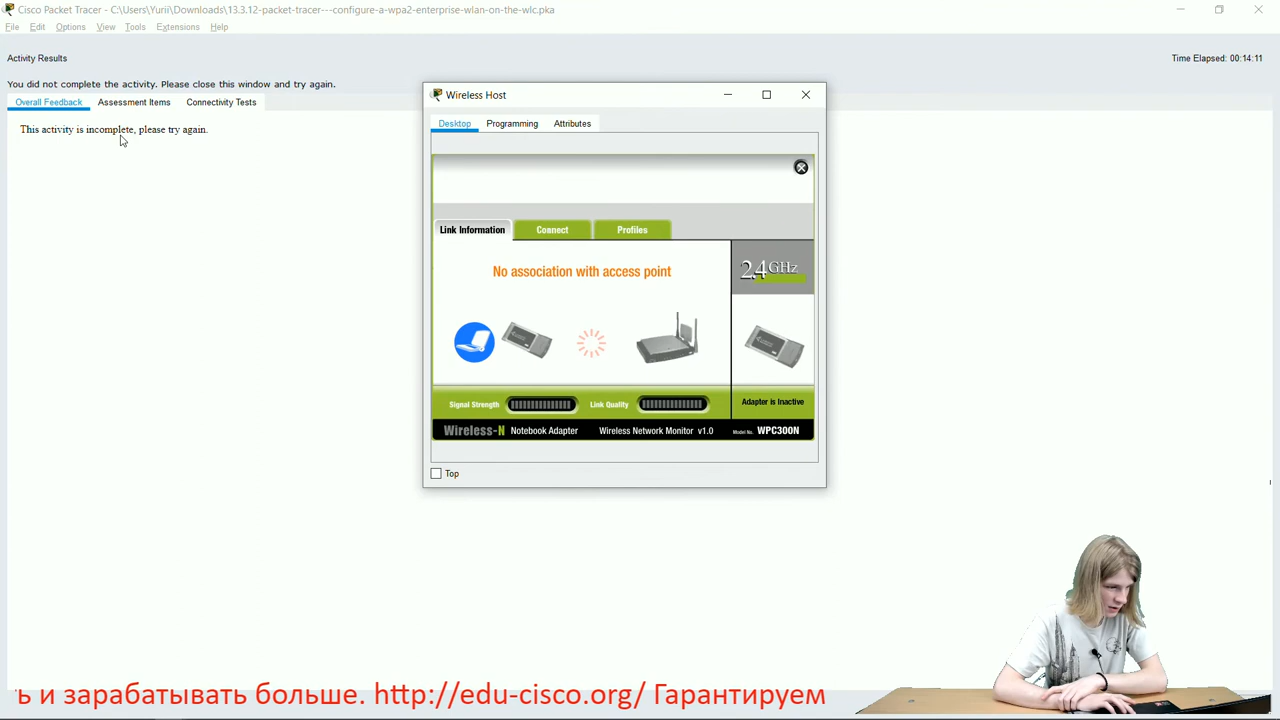 Cisco Packet Tracer - C:\Users\Yurii\Downloads\13.3.12-packet-tracer---configure-a-wpa2-enterprise-wlan-on-the-wlc.pka
File Edit Options View Tools Extensions Help
Activity Results
Time Elapsed: 00:14:11
You did not complete the activity. Please close this window and try again.
Overall Feedback Assessment Items Connectivity Tests
This activity is incomplete, please try again.
Wireless Host
Desktop Programming Attributes
Link Information Connect Profiles
No association with access point
2.4GHz
Signal Strength Link Quality
Adapter is Inactive
Wireless-N Notebook Adapter Wireless Network Monitor v1.0 Model No. WPC300N
Top
ь и зарабатывать больше. http://edu-cisco.org/ Гарантируем